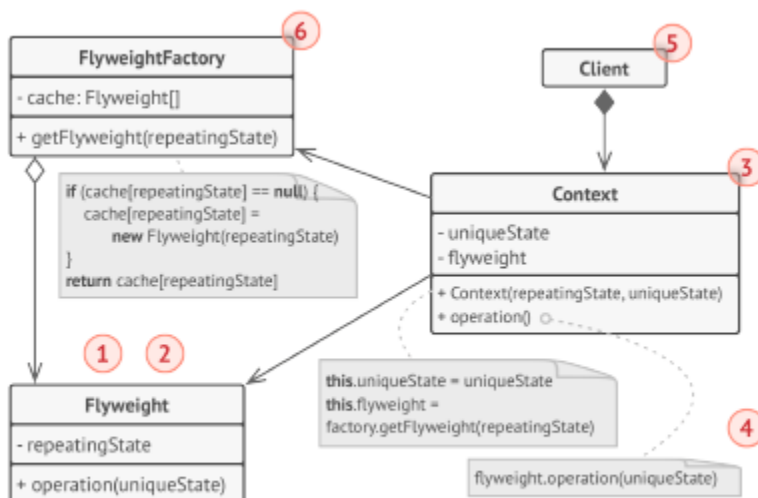 6
FlyweightFactory
- cache: Flyweight[]
+ getFlyweight(repeatingState)
if (cache[repeatingState] == null) {
cache[repeatingState] =
new Flyweight(repeatingState)
}
return cache[repeatingState]
5
Client
3
Context
- uniqueState
- flyweight
+ Context(repeatingState, uniqueState)
+ operation()
1
2
Flyweight
- repeatingState
+ operation(uniqueState)
this.uniqueState = uniqueState
this.flyweight =
factory.getFlyweight(repeatingState)
4
flyweight.operation(uniqueState)